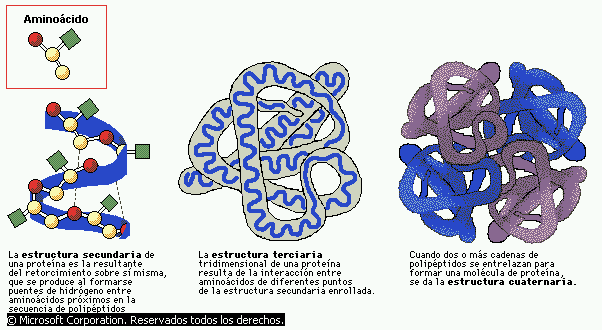 Aminoácido
La estructura secundaria de
una proteína es la resultante
del retorcimiento sobre sí misma,
que se produce al formarse
puentes de hidrógeno entre
aminoácidos próximos en la
secuencia de polipéptidos
La estructura terciaria
tridimensional de una proteína
resulta de la interacción entre
aminoácidos de diferentes puntos
de la estructura secundaria enrollada.
Cuando dos o más cadenas de
polipéptidos se entrelazan para
formar una molécula de proteína,
se da la estructura cuaternaria.
© Microsoft Corporation. Reservados todos los derechos.